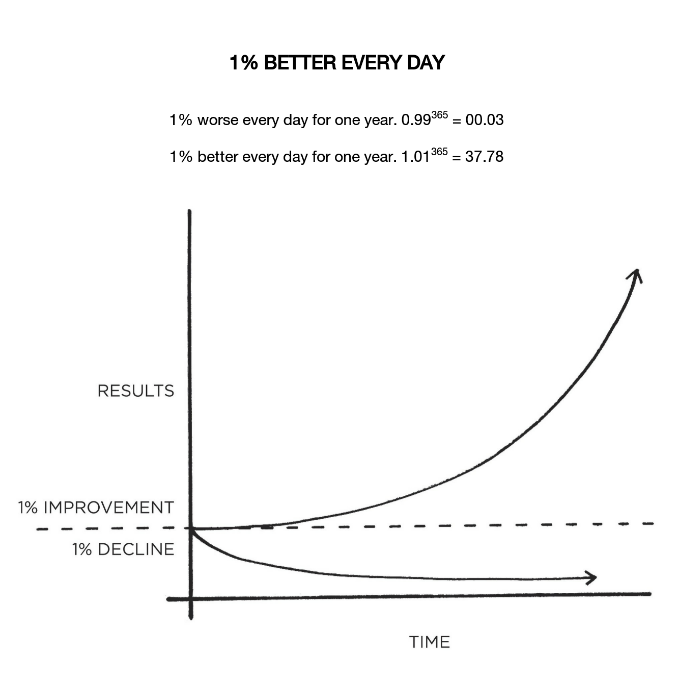 1% BETTER EVERY DAY
1% worse every day for one year. 0.99³⁶⁵ = 00.03
1% better every day for one year. 1.01³⁶⁵ = 37.78
RESULTS
1% IMPROVEMENT
1% DECLINE
TIME